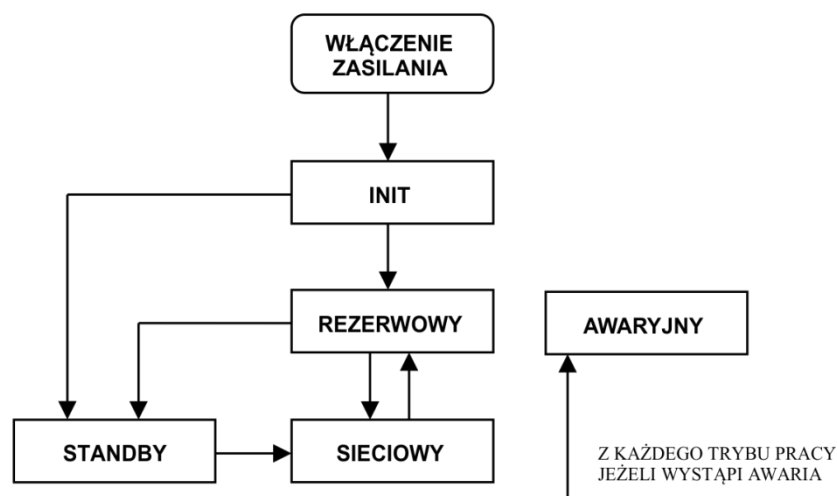 WŁĄCZENIE
ZASILANIA
INIT
REZERWOWY
AWARYJNY
STANDBY
SIECIOWY
Z KAŻDEGO TRYBU PRACY
JEŻELI WYSTĄPI AWARIA